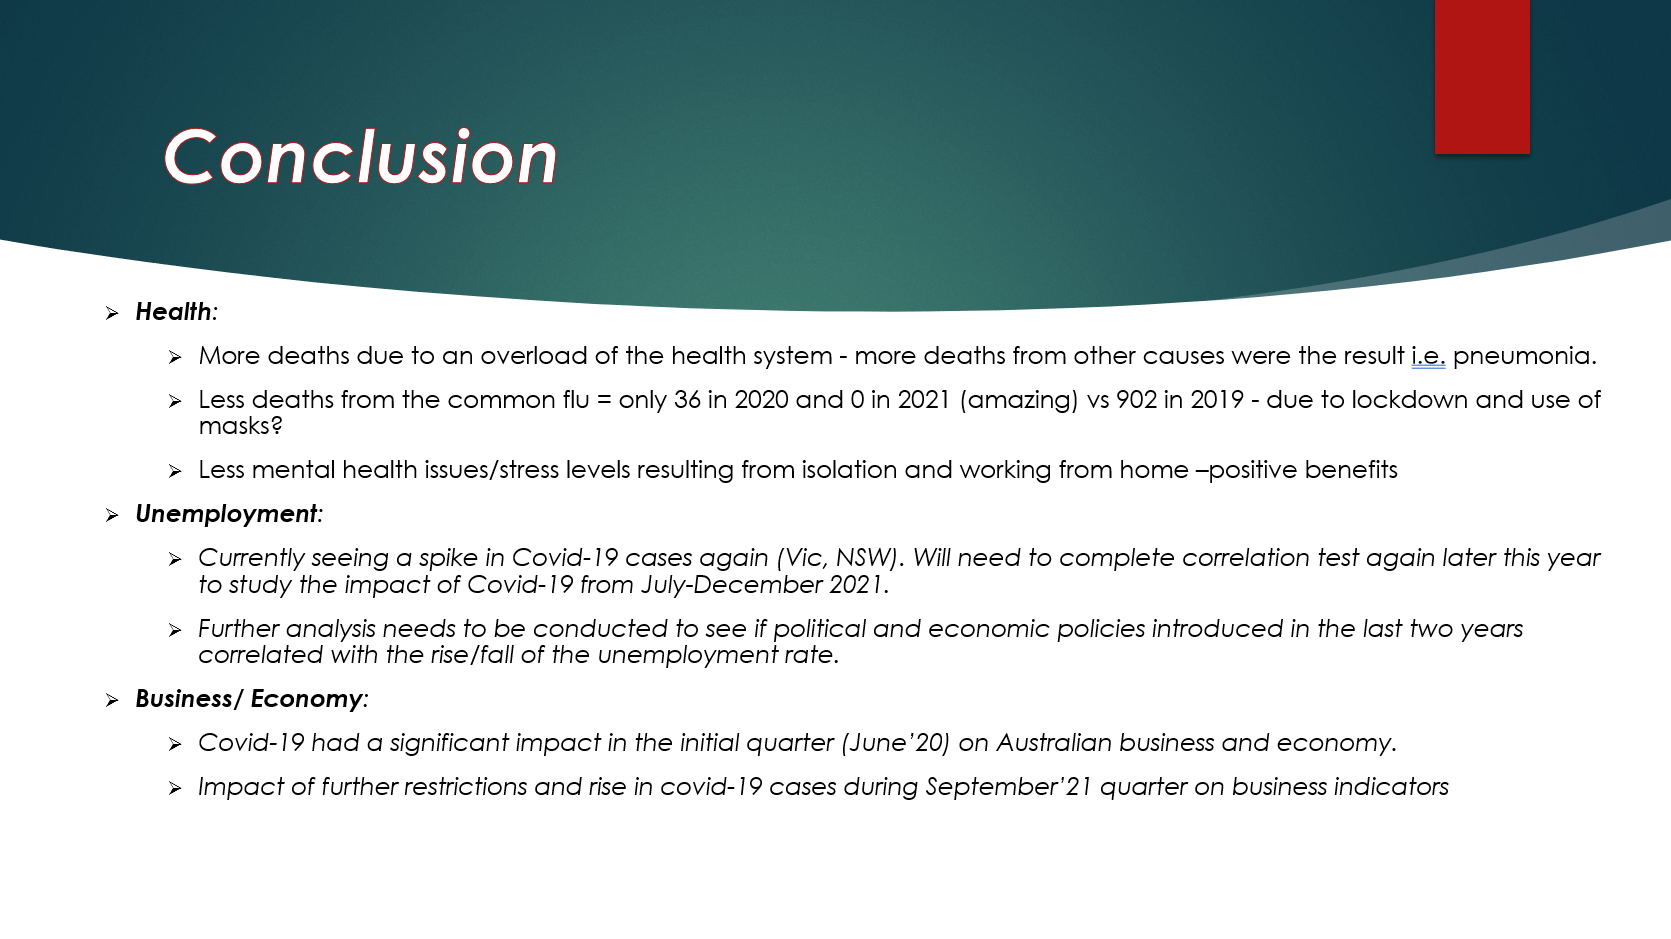 Conclusion
Health:
More deaths due to an overload of the health system - more deaths from other causes were the result i.e. pneumonia.
Less deaths from the common flu = only 36 in 2020 and 0 in 2021 (amazing) vs 902 in 2019 - due to lockdown and use of
masks?
Less mental health issues/stress levels resulting from isolation and working from home –positive benefits
Unemployment:
Currently seeing a spike in Covid-19 cases again (Vic, NSW). Will need to complete correlation test again later this year
to study the impact of Covid-19 from July-December 2021.
Further analysis needs to be conducted to see if political and economic policies introduced in the last two years
correlated with the rise/fall of the unemployment rate.
Business/ Economy:
Covid-19 had a significant impact in the initial quarter (June’20) on Australian business and economy.
Impact of further restrictions and rise in covid-19 cases during September’21 quarter on business indicators